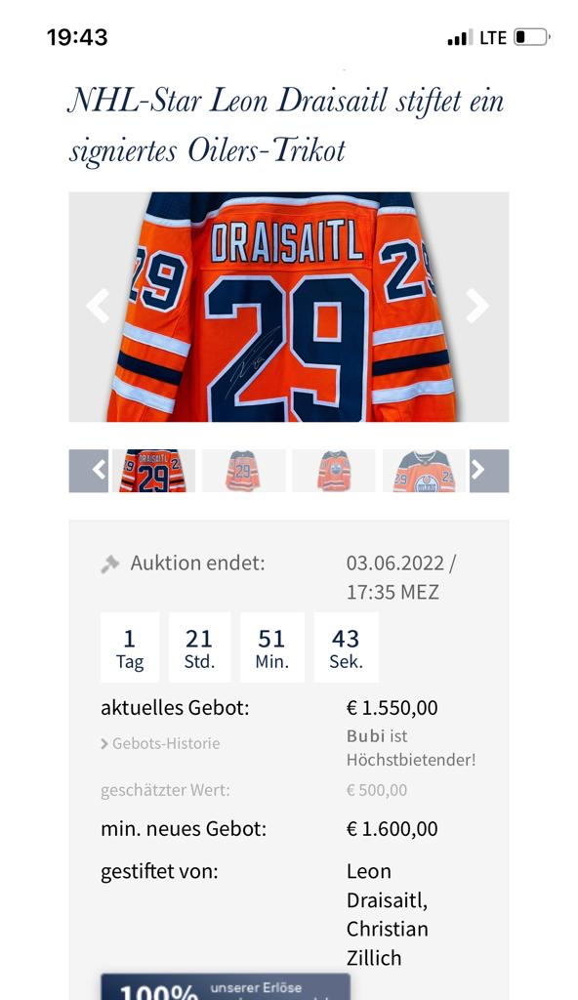 19:43
LTE
NHL-Star Leon Draisaitl stiftet ein
signiertes Oilers-Trikot
DRAISAITL
29
29
29
DRAISAITL
29
29
29
29
OILERS
29
Auktion endet:
03.06.2022 /
17:35 MEZ
1
21
51
43
Tag
Std.
Min.
Sek.
aktuelles Gebot:
€ 1.550,00
Gebots-Historie
Bubi ist
Höchstbietender!
geschätzter Wert:
€ 500,00
min. neues Gebot:
€ 1.600,00
gestiftet von:
Leon
Draisaitl,
Christian
Zillich
100%
unserer Erlöse